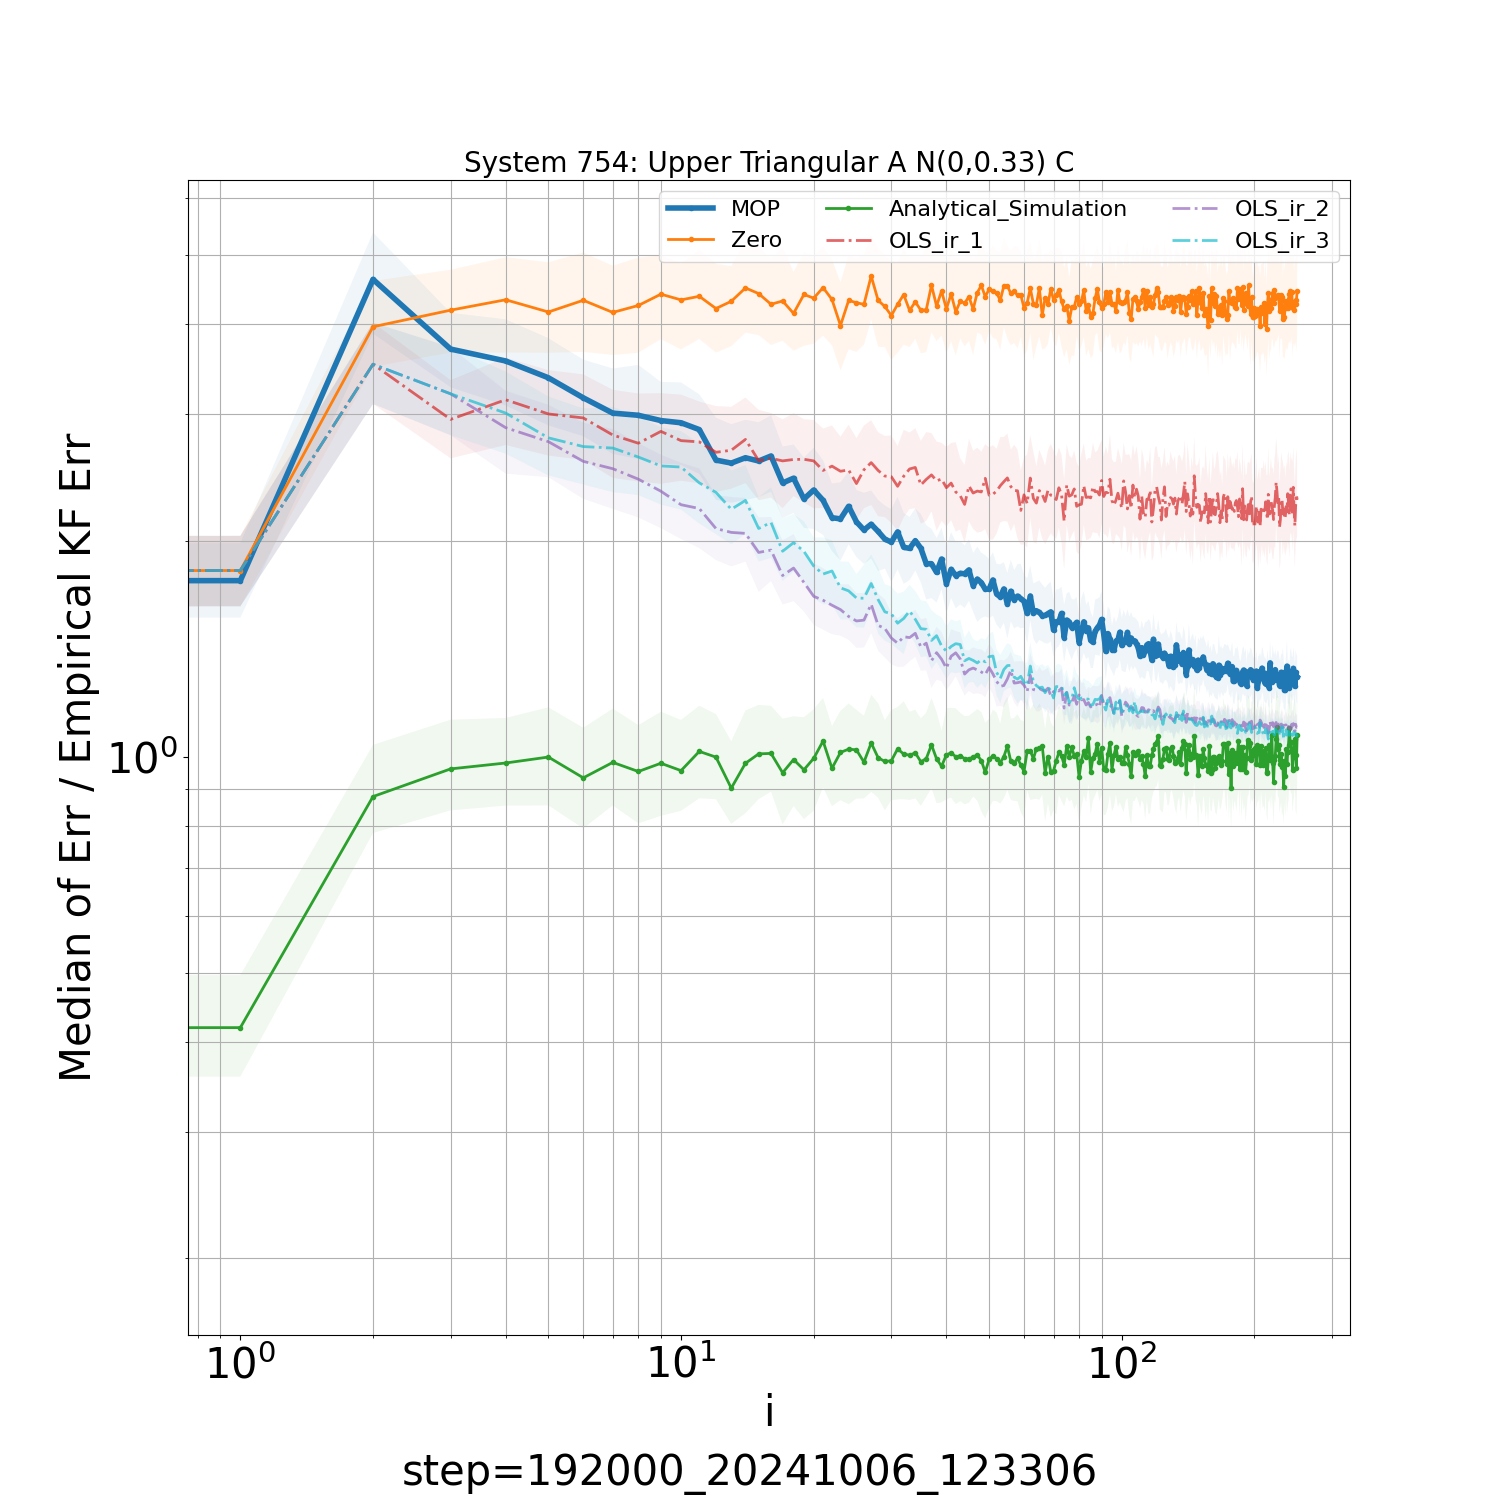 System 754: Upper Triangular A N(0,0.33) C
MOP
Zero
Analytical_Simulation
OLS_ir_1
OLS_ir_2
OLS_ir_3
Median of Err / Empirical KF Err
10⁰
10⁰
10¹
10²
i
step=192000_20241006_123306